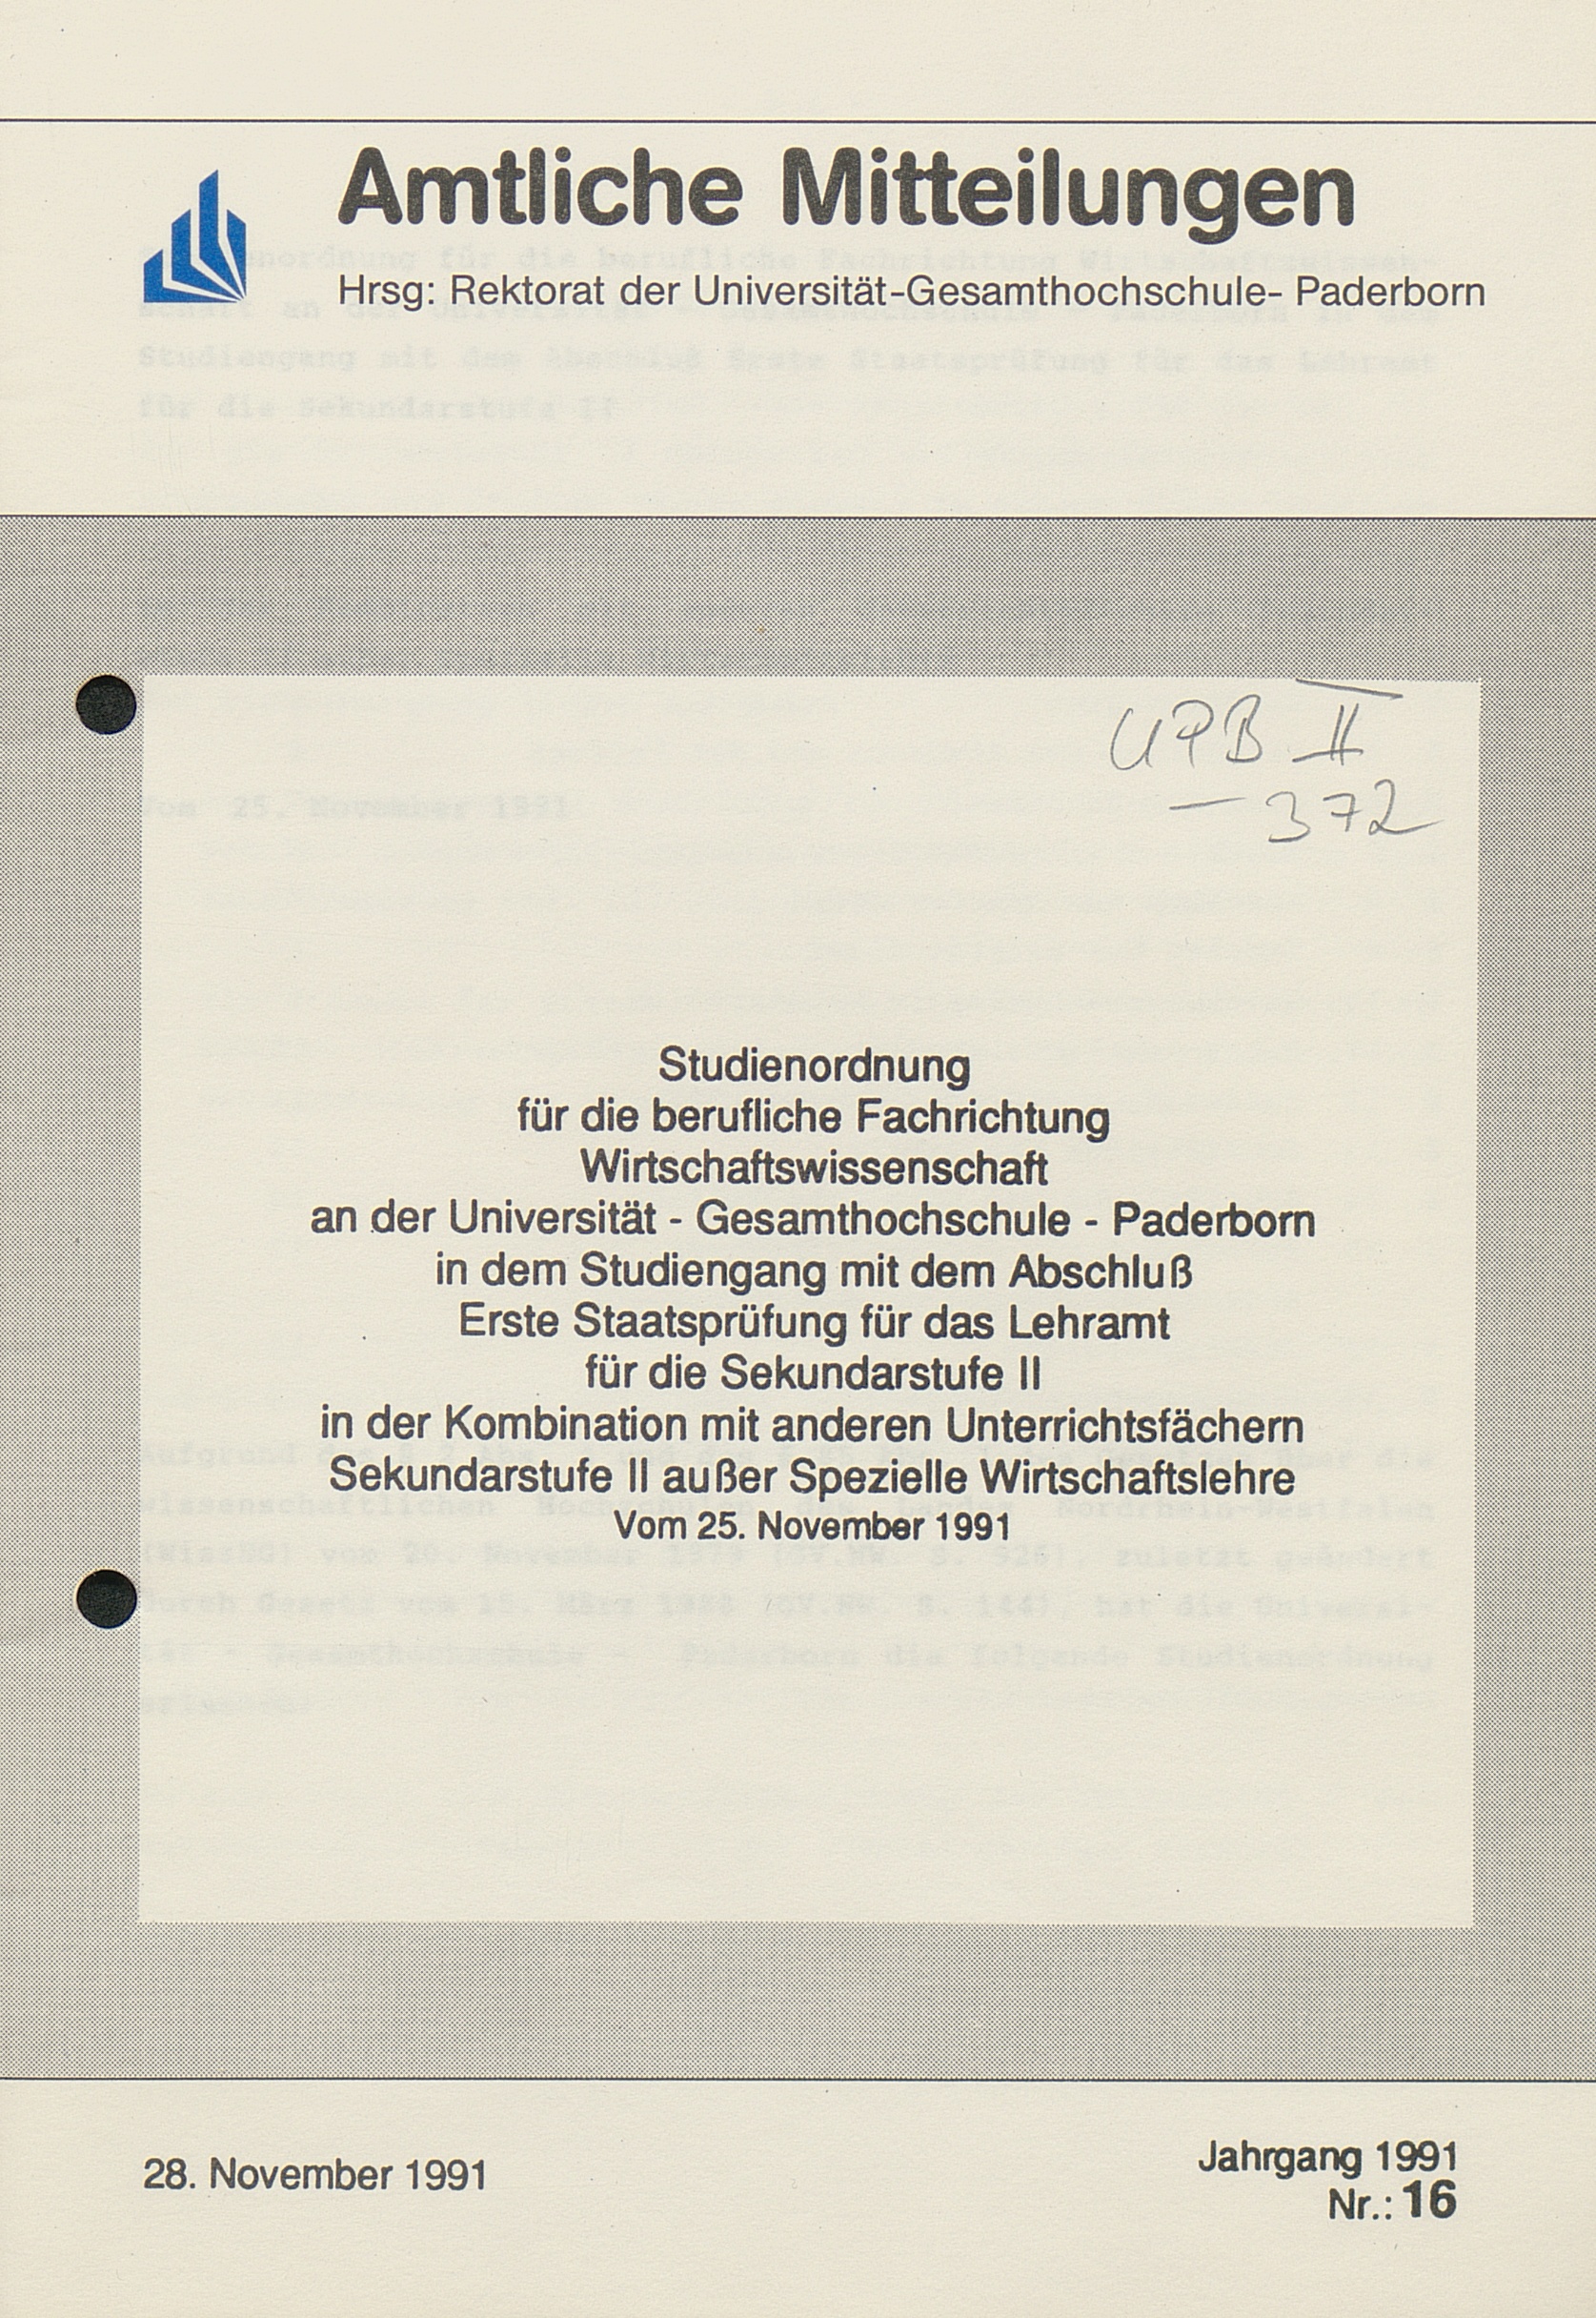 Amtliche Mitteilungen
Hrsg: Rektorat der Universität-Gesamthochschule- Paderborn
UPB II
— 372
Studienordnung
für die berufliche Fachrichtung
Wirtschaftswissenschaft
an der Universität - Gesamthochschule - Paderborn
in dem Studiengang mit dem Abschluß
Erste Staatsprüfung für das Lehramt
für die Sekundarstufe II
in der Kombination mit anderen Unterrichtsfächern
Sekundarstufe II außer Spezielle Wirtschaftslehre
Vom 25. November 1991
28. November 1991
Jahrgang 1991
Nr.: 16